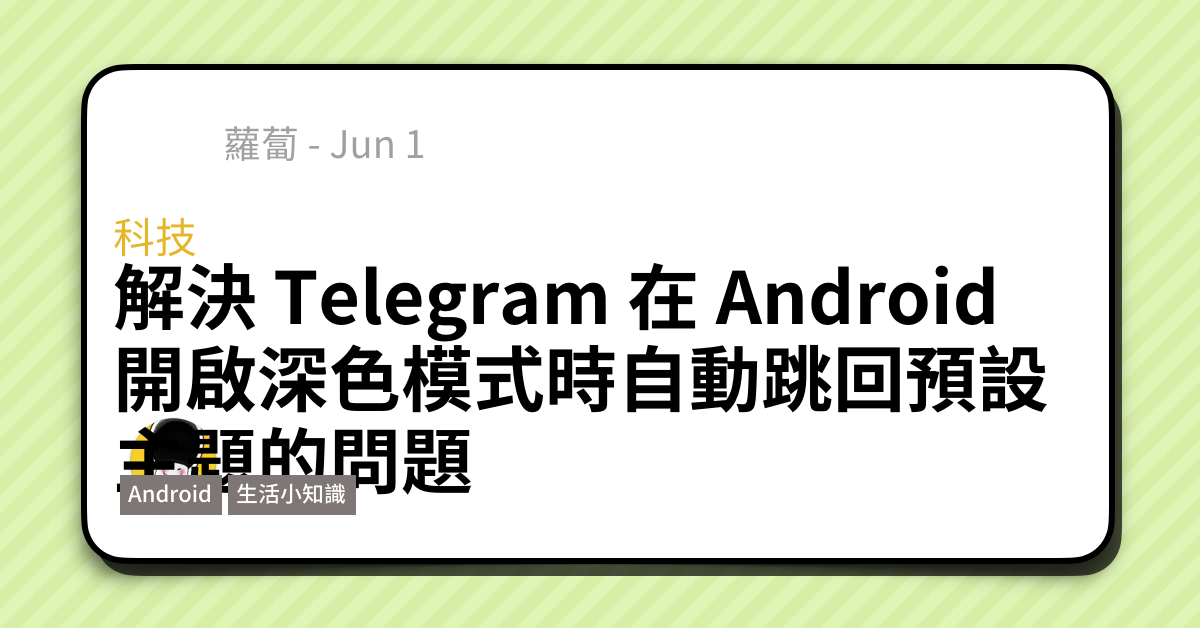 蘿蔔 - Jun 1
科技
解決 Telegram 在 Android
開啟深色模式時自動跳回預設
主題的問題
Android 生活小知識